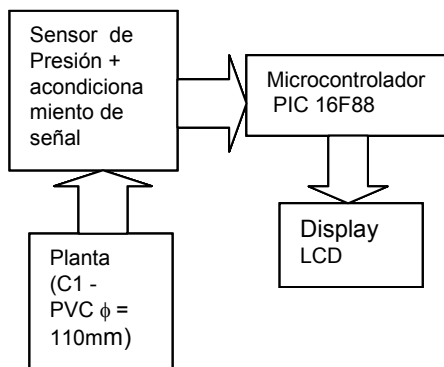 Sensor de
Presión +
acondiciona
miento de
señal
Microcontrolador
PIC 16F88
Display
LCD
Planta
(C1 -
PVC ϕ =
110mm)